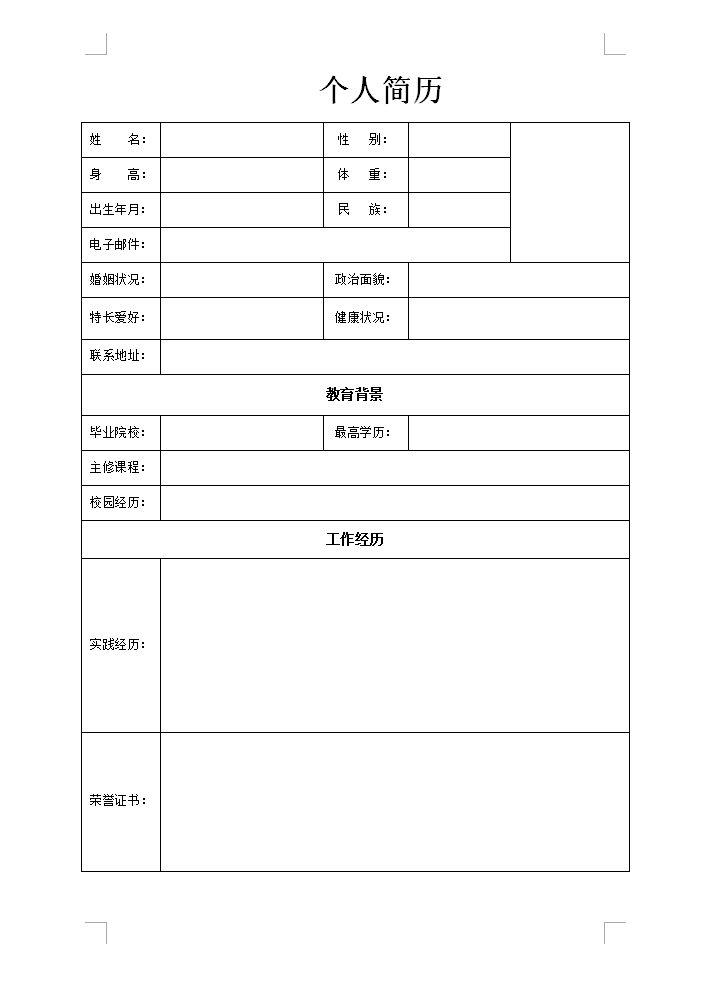 个人简历
姓 名： 性 别：
身 高： 体 重：
出生年月： 民 族：
电子邮件：
婚姻状况： 政治面貌：
特长爱好： 健康状况：
联系地址：
教育背景
毕业院校： 最高学历：
主修课程：
校园经历：
工作经历
实践经历：
荣誉证书：